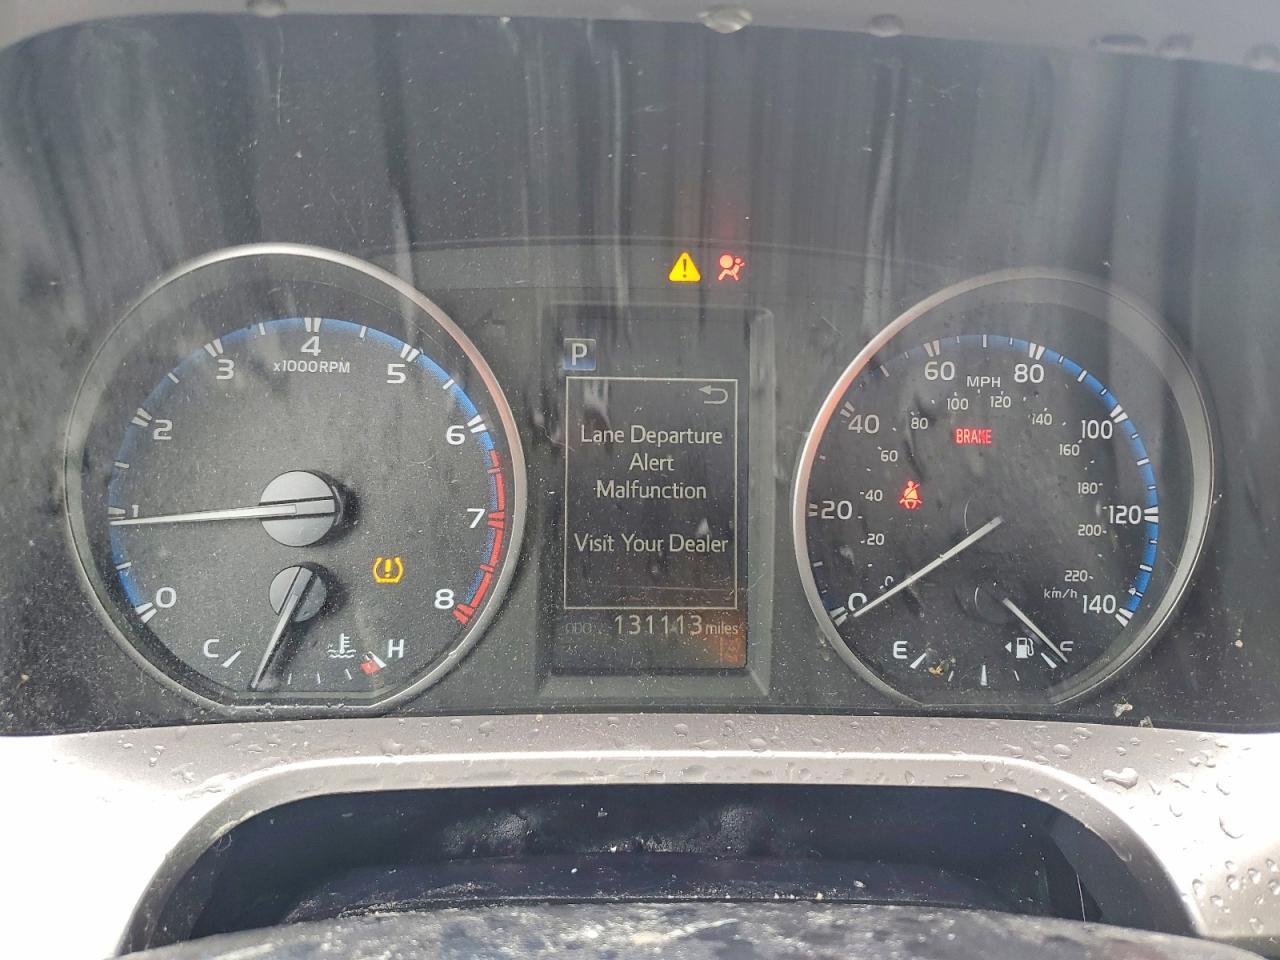 0
1
2
3
4
x1000RPM
5
6
7
8
C
H
P
Lane Departure
Alert
Malfunction
Visit Your Dealer
ODO
131113 miles
0
20
40
60
MPH
80
100
120
140
0
20
40
60
80
100
120
140
160
180
200
220
km/h
BRAKE
E